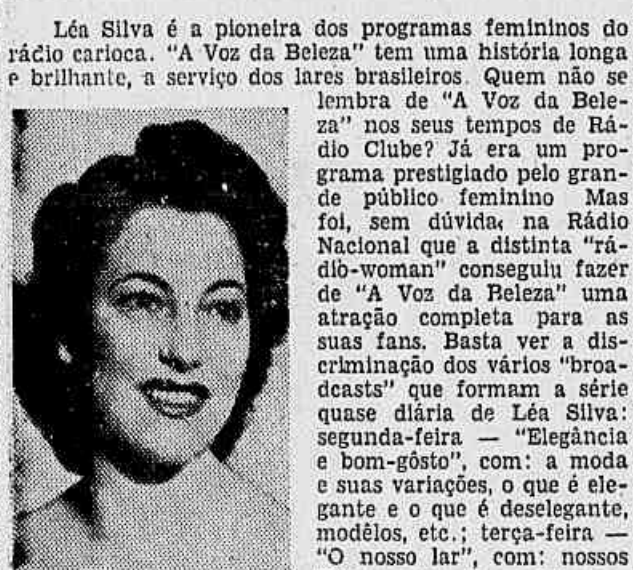 Léa Silva é a pioneira dos programas femininos do
rádio carioca. "A Voz da Beleza" tem uma história longa
e brilhante, a serviço dos lares brasileiros. Quem não se
lembra de "A Voz da Bele-
za" nos seus tempos de Rá-
dio Clube? Já era um pro-
grama prestigiado pelo gran-
de público feminino Mas
foi, sem dúvida, na Rádio
Nacional que a distinta "rá-
dio-woman" conseguiu fazer
de "A Voz da Beleza" uma
atração completa para as
suas fans. Basta ver a dis-
criminação dos vários "broa-
dcasts" que formam a série
quase diária de Léa Silva:
segunda-feira — "Elegância
e bom-gôsto", com: a moda
e suas variações, o que é ele-
gante e o que é deselegante,
modêlos, etc.; terça-feira —
"O nosso lar", com: nossos